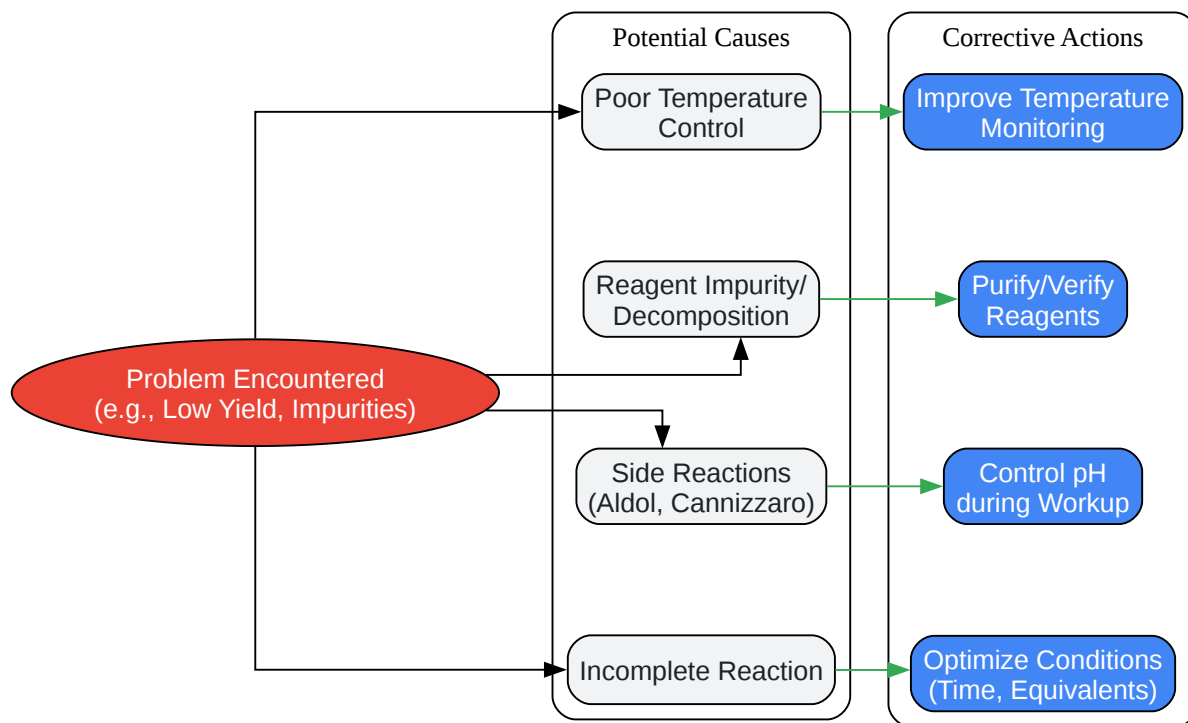 Potential Causes
Corrective Actions
Poor Temperature
Control
Improve Temperature
Monitoring
Reagent Impurity/
Decomposition
Purify/Verify
Reagents
Problem Encountered
(e.g., Low Yield, Impurities)
Side Reactions
(Aldol, Cannizzaro)
Control pH
during Workup
Incomplete Reaction
Optimize Conditions
(Time, Equivalents)